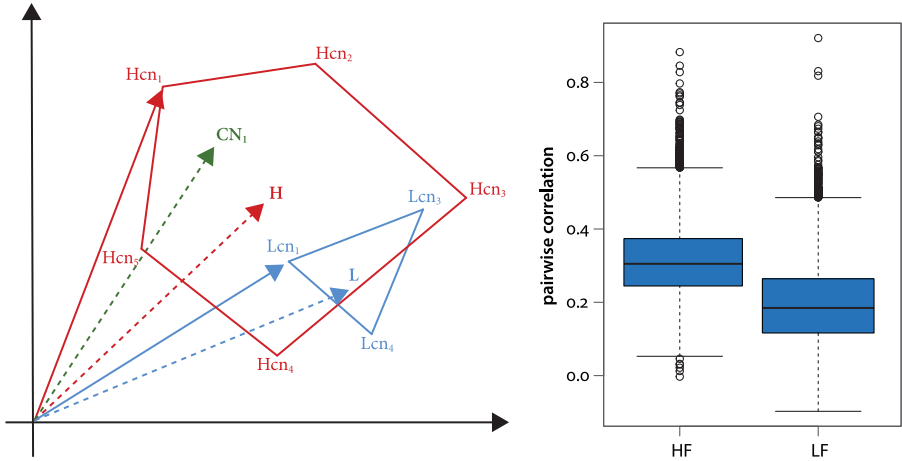 Hcn₂
Hcn₁
CN₁
H
Hcn₃
Lcn₃
Lcn₁
Hcn₅
L
Lcn₄
Hcn₄
pairwise correlation
0.8
0.6
0.4
0.2
0.0
HF LF